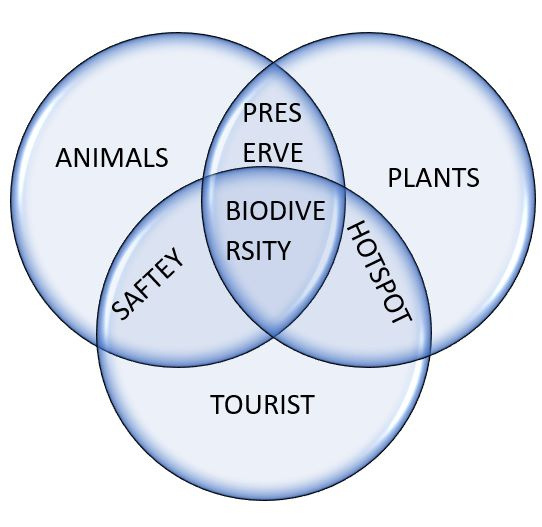 PRES
ERVE
ANIMALS
PLANTS
BIODIVE
RSITY
SAFTEY
HOTSPOT
TOURIST